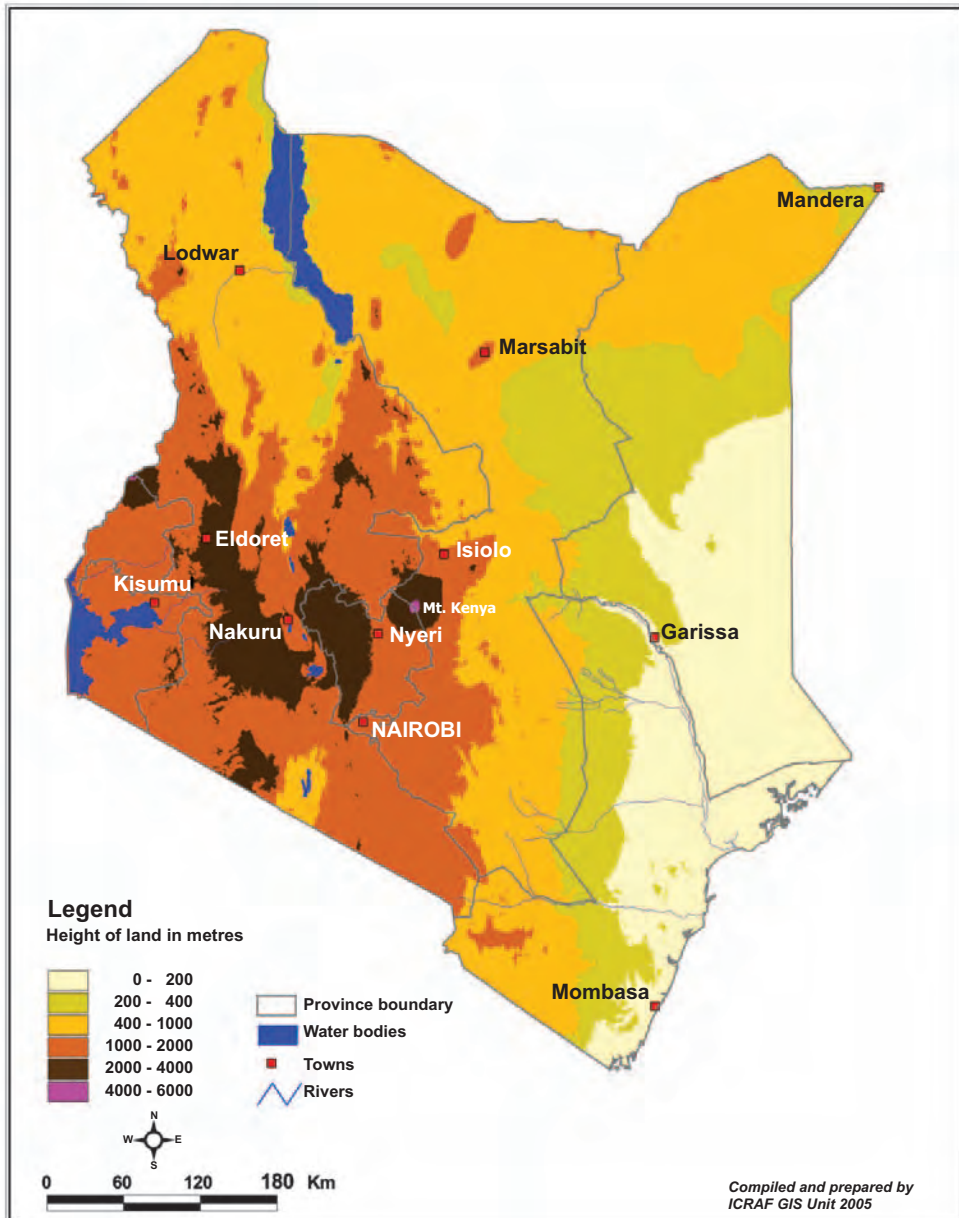 Mandera
Lodwar
Marsabit
Eldoret
Isiolo
Kisumu
Mt. Kenya
Nakuru
Nyeri
Garissa
NAIROBI
Mombasa
Legend
Height of land in metres
0 - 200
200 - 400
400 - 1000
1000 - 2000
2000 - 4000
4000 - 6000
Province boundary
Water bodies
Towns
Rivers
N
W E
S
0 60 120 180 Km
Compiled and prepared by
ICRAF GIS Unit 2005